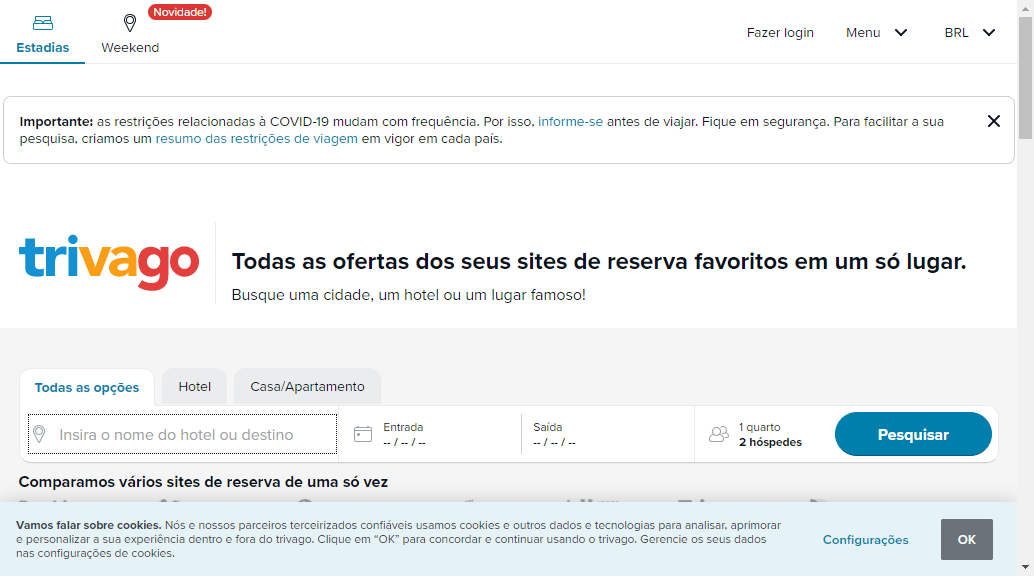 Novidade!
Estadias
Weekend
Fazer login
Menu
BRL
Importante: as restrições relacionadas à COVID-19 mudam com frequência. Por isso, informe-se antes de viajar. Fique em segurança. Para facilitar a sua
pesquisa, criamos um resumo das restrições de viagem em vigor em cada país.
trivago
Todas as ofertas dos seus sites de reserva favoritos em um só lugar.
Busque uma cidade, um hotel ou um lugar famoso!
Todas as opções
Hotel
Casa/Apartamento
Insira o nome do hotel ou destino
Entrada
-- / -- / --
Saída
-- / -- / --
1 quarto
2 hóspedes
Pesquisar
Comparamos vários sites de reserva de uma só vez
Vamos falar sobre cookies. Nós e nossos parceiros terceirizados confiáveis usamos cookies e outros dados e tecnologias para analisar, aprimorar
e personalizar a sua experiência dentro e fora do trivago. Clique em “OK” para concordar e continuar usando o trivago. Gerencie os seus dados
nas configurações de cookies.
Configurações
OK